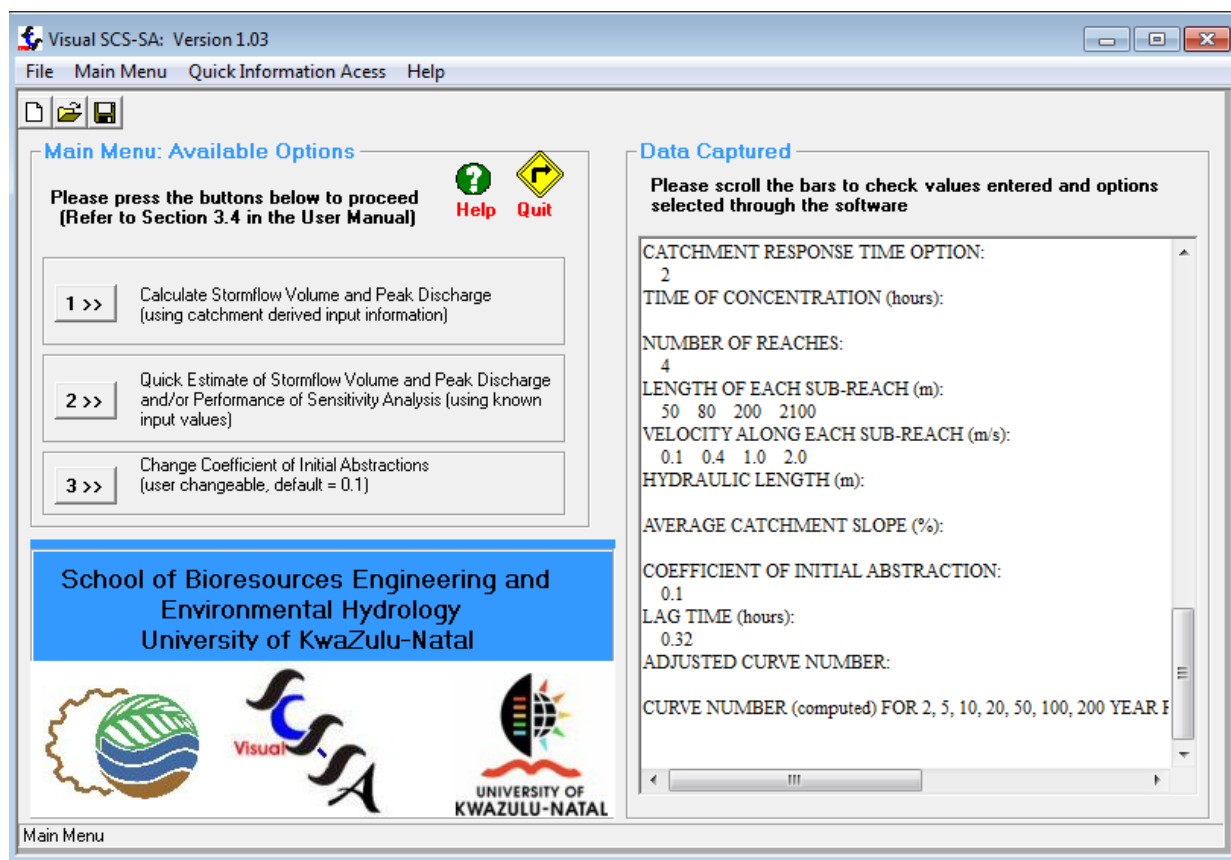 Visual SCS-SA: Version 1.03
File Main Menu Quick Information Acess Help
Main Menu: Available Options
Please press the buttons below to proceed
(Refer to Section 3.4 in the User Manual)
Help Quit
1 >>
Calculate Stormflow Volume and Peak Discharge
(using catchment derived input information)
2 >>
Quick Estimate of Stormflow Volume and Peak Discharge
and/or Performance of Sensitivity Analysis (using known
input values)
3 >>
Change Coefficient of Initial Abstractions
(user changeable, default = 0.1)
School of Bioresources Engineering and
Environmental Hydrology
University of KwaZulu-Natal
Visual SCS-SA
UNIVERSITY OF
KWAZULU-NATAL
Data Captured
Please scroll the bars to check values entered and options
selected through the software
CATCHMENT RESPONSE TIME OPTION:
2
TIME OF CONCENTRATION (hours):
NUMBER OF REACHES:
4
LENGTH OF EACH SUB-REACH (m):
50 80 200 2100
VELOCITY ALONG EACH SUB-REACH (m/s):
0.1 0.4 1.0 2.0
HYDRAULIC LENGTH (m):
AVERAGE CATCHMENT SLOPE (%):
COEFFICIENT OF INITIAL ABSTRACTION:
0.1
LAG TIME (hours):
0.32
ADJUSTED CURVE NUMBER:
CURVE NUMBER (computed) FOR 2, 5, 10, 20, 50, 100, 200 YEAR
Main Menu